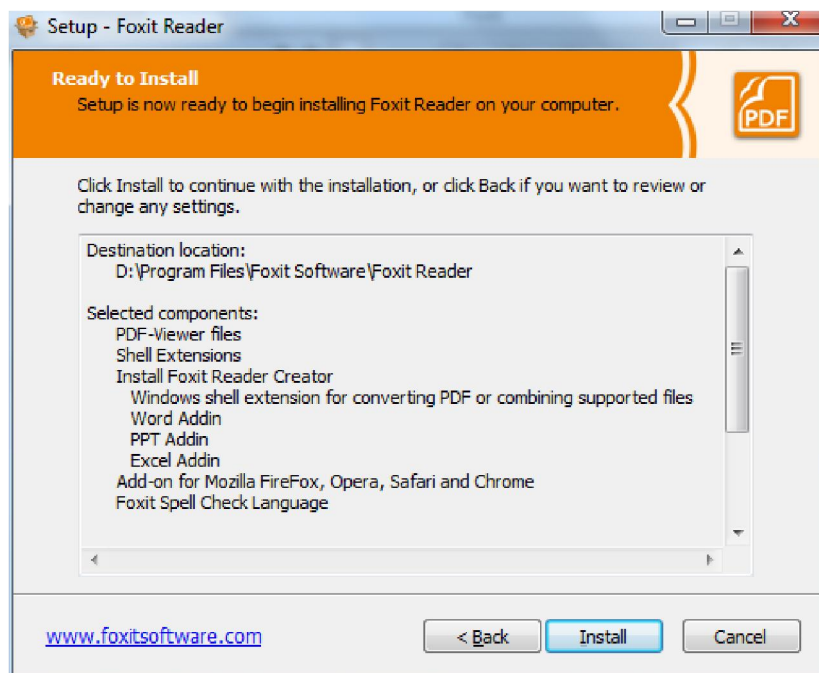 Setup - Foxit Reader
Ready to Install
Setup is now ready to begin installing Foxit Reader on your computer.
PDF
Click Install to continue with the installation, or click Back if you want to review or
change any settings.
Destination location:
D:\Program Files\Foxit Software\Foxit Reader
Selected components:
PDF-Viewer files
Shell Extensions
Install Foxit Reader Creator
Windows shell extension for converting PDF or combining supported files
Word Addin
PPT Addin
Excel Addin
Add-on for Mozilla FireFox, Opera, Safari and Chrome
Foxit Spell Check Language
www.foxitsoftware.com
< Back
Install
Cancel